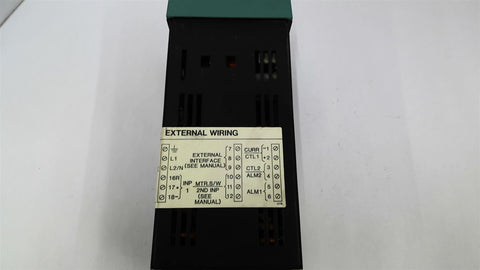 EXTERNAL WIRING
7 CURR −1
L1 EXTERNAL 8 CTL1 +2
INTERFACE
L2/N (SEE MANUAL) 9 CTL2 3
16R 10 ALM2 4
17+ INP MTR.S/W 11 5
1 2ND INP ALM1
18− (SEE 12 6
MANUAL)